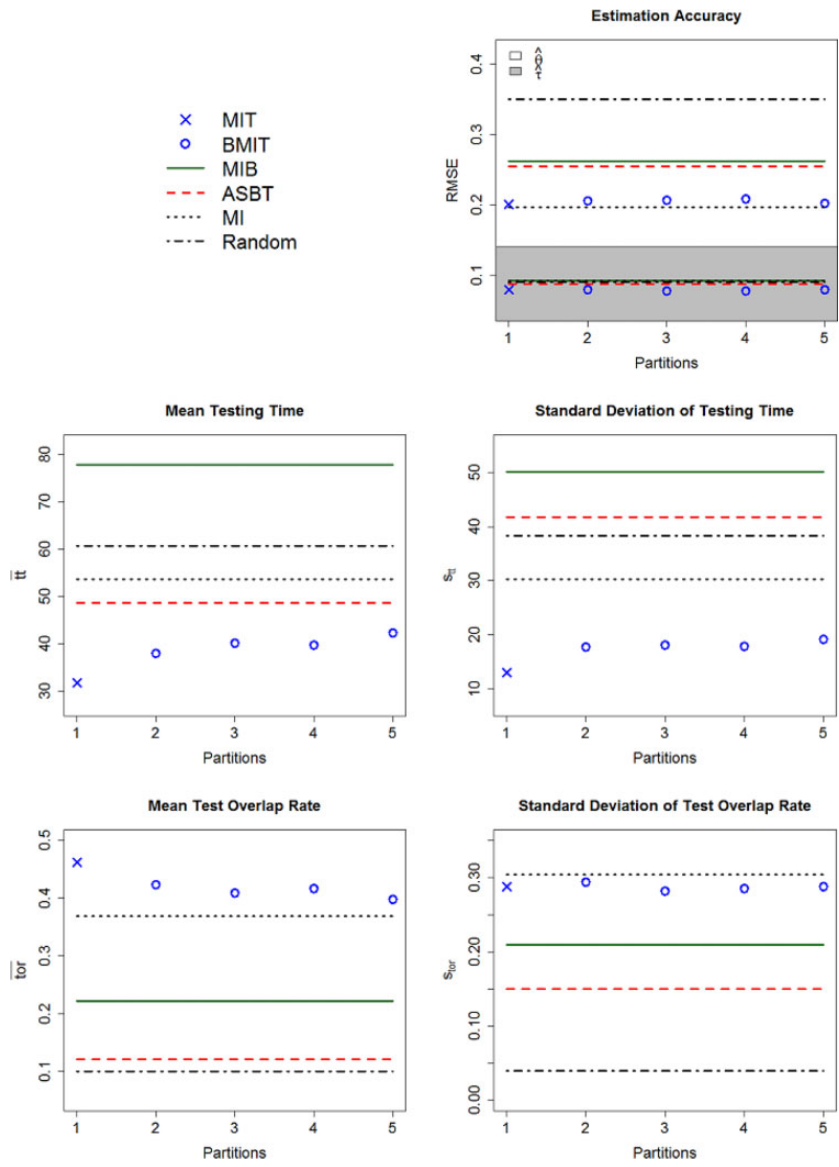 Estimation Accuracy
θ̂
τ̂
MIT
BMIT
MIB
ASBT
MI
Random
RMSE
0.4
0.3
0.2
0.1
1 2 3 4 5
Partitions
Mean Testing Time
t̅t̅
80
70
60
50
40
30
1 2 3 4 5
Partitions
Standard Deviation of Testing Time
s_tt
50
40
30
20
10
1 2 3 4 5
Partitions
Mean Test Overlap Rate
t̅o̅r̅
0.5
0.4
0.3
0.2
0.1
1 2 3 4 5
Partitions
Standard Deviation of Test Overlap Rate
s_tor
0.30
0.20
0.10
0.00
1 2 3 4 5
Partitions